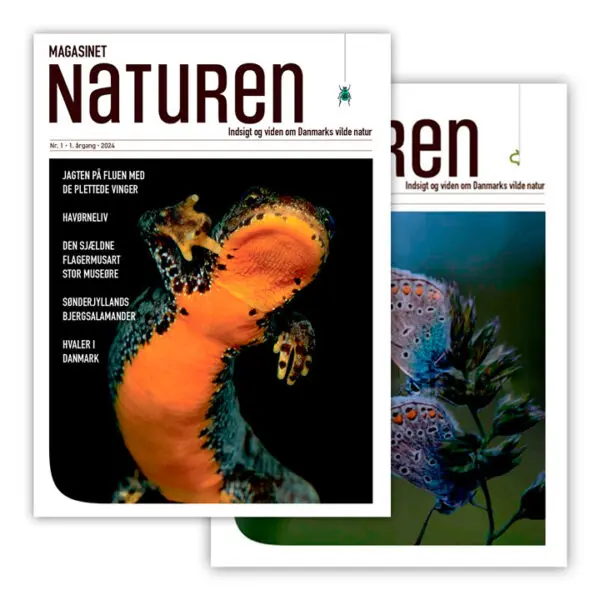 MAGASINET
NaTUREN
Indsigt og viden om Danmarks vilde natur
Nr. 1 • 1. årgang • 2024
JAGTEN PÅ FLUEN MED
DE PLETTEDE VINGER
HAVØRNELIV
DEN SJÆLDNE
FLAGERMUSART
STOR MUSEØRE
SØNDERJYLLANDS
BJERGSALAMANDER
HVALER I
DANMARK
REN
Indsigt og viden om Danmarks vilde natur